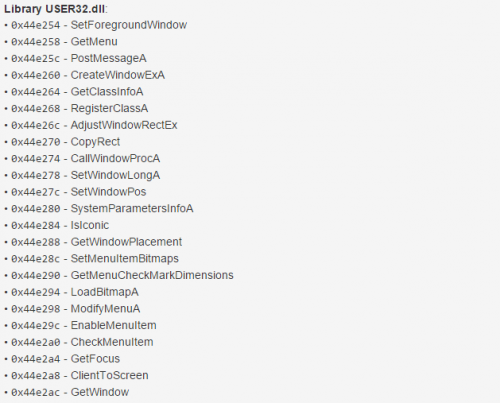 Library USER32.dll:
• 0x44e254 - SetForegroundWindow
• 0x44e258 - GetMenu
• 0x44e25c - PostMessageA
• 0x44e260 - CreateWindowExA
• 0x44e264 - GetClassInfoA
• 0x44e268 - RegisterClassA
• 0x44e26c - AdjustWindowRectEx
• 0x44e270 - CopyRect
• 0x44e274 - CallWindowProcA
• 0x44e278 - SetWindowLongA
• 0x44e27c - SetWindowPos
• 0x44e280 - SystemParametersInfoA
• 0x44e284 - IsIconic
• 0x44e288 - GetWindowPlacement
• 0x44e28c - SetMenuItemBitmaps
• 0x44e290 - GetMenuCheckMarkDimensions
• 0x44e294 - LoadBitmapA
• 0x44e298 - ModifyMenuA
• 0x44e29c - EnableMenuItem
• 0x44e2a0 - CheckMenuItem
• 0x44e2a4 - GetFocus
• 0x44e2a8 - ClientToScreen
• 0x44e2ac - GetWindow